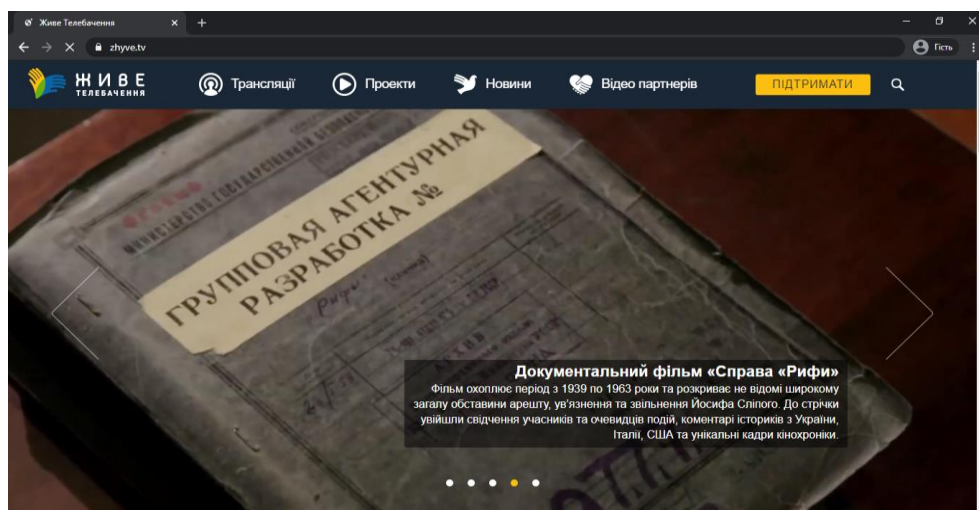 Живе Телебачення
zhyve.tv
Гість
ЖИВЕ
ТЕЛЕБАЧЕННЯ
Трансляції
Проекти
Новини
Відео партнерів
ПІДТРИМАТИ
МИНИСТЕРСТВО ГОСУДАРСТВЕННОЙ
ГРУППОВАЯ АГЕНТУРНАЯ
РАЗРАБОТКА №
АРХИВ
Документальний фільм «Справа «Рифи»
Фільм охоплює період з 1939 по 1963 роки та розкриває не відомі широкому
загалу обставини арешту, ув'язнення та звільнення Йосифа Сліпого. До стрічки
увійшли свідчення учасників та очевидців подій, коментарі істориків з України,
Італії, США та унікальні кадри кінохроніки.